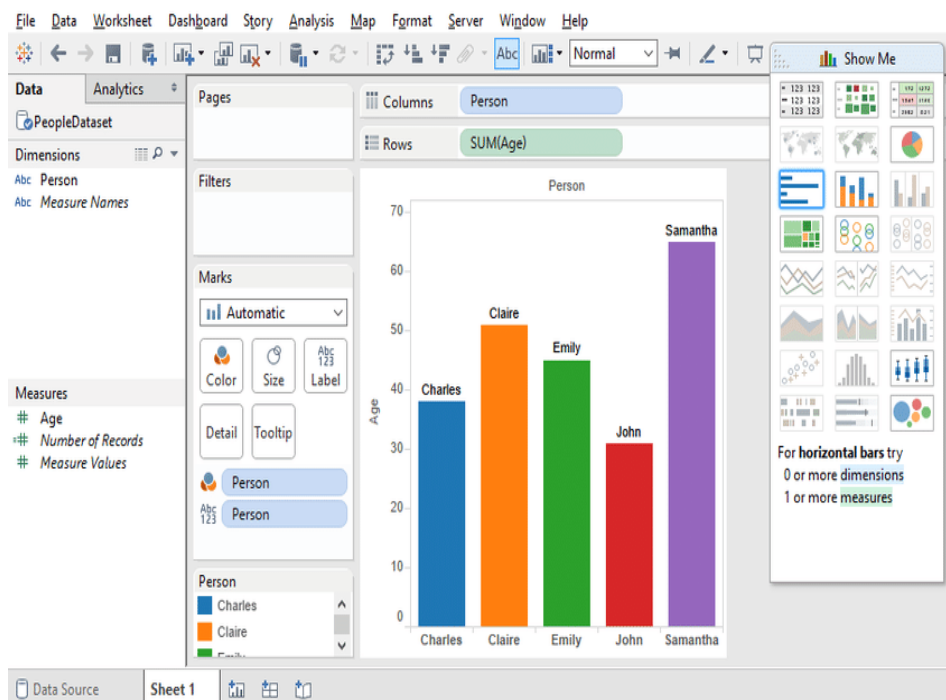 File Data Worksheet Dashboard Story Analysis Map Format Server Window Help
Abc Normal
Show Me
Data Analytics
PeopleDataset
Dimensions
Abc Person
Abc Measure Names
Measures
# Age
=# Number of Records
# Measure Values
Pages
Filters
Marks
Automatic
Color Size Abc 123 Label
Detail Tooltip
Person
Abc 123 Person
Person
Charles
Claire
Emily
Columns Person
Rows SUM(Age)
Person
Age
70
60
50
40
30
20
10
0
Charles
Claire
Emily
John
Samantha
Charles Claire Emily John Samantha
For horizontal bars try
0 or more dimensions
1 or more measures
Data Source Sheet 1